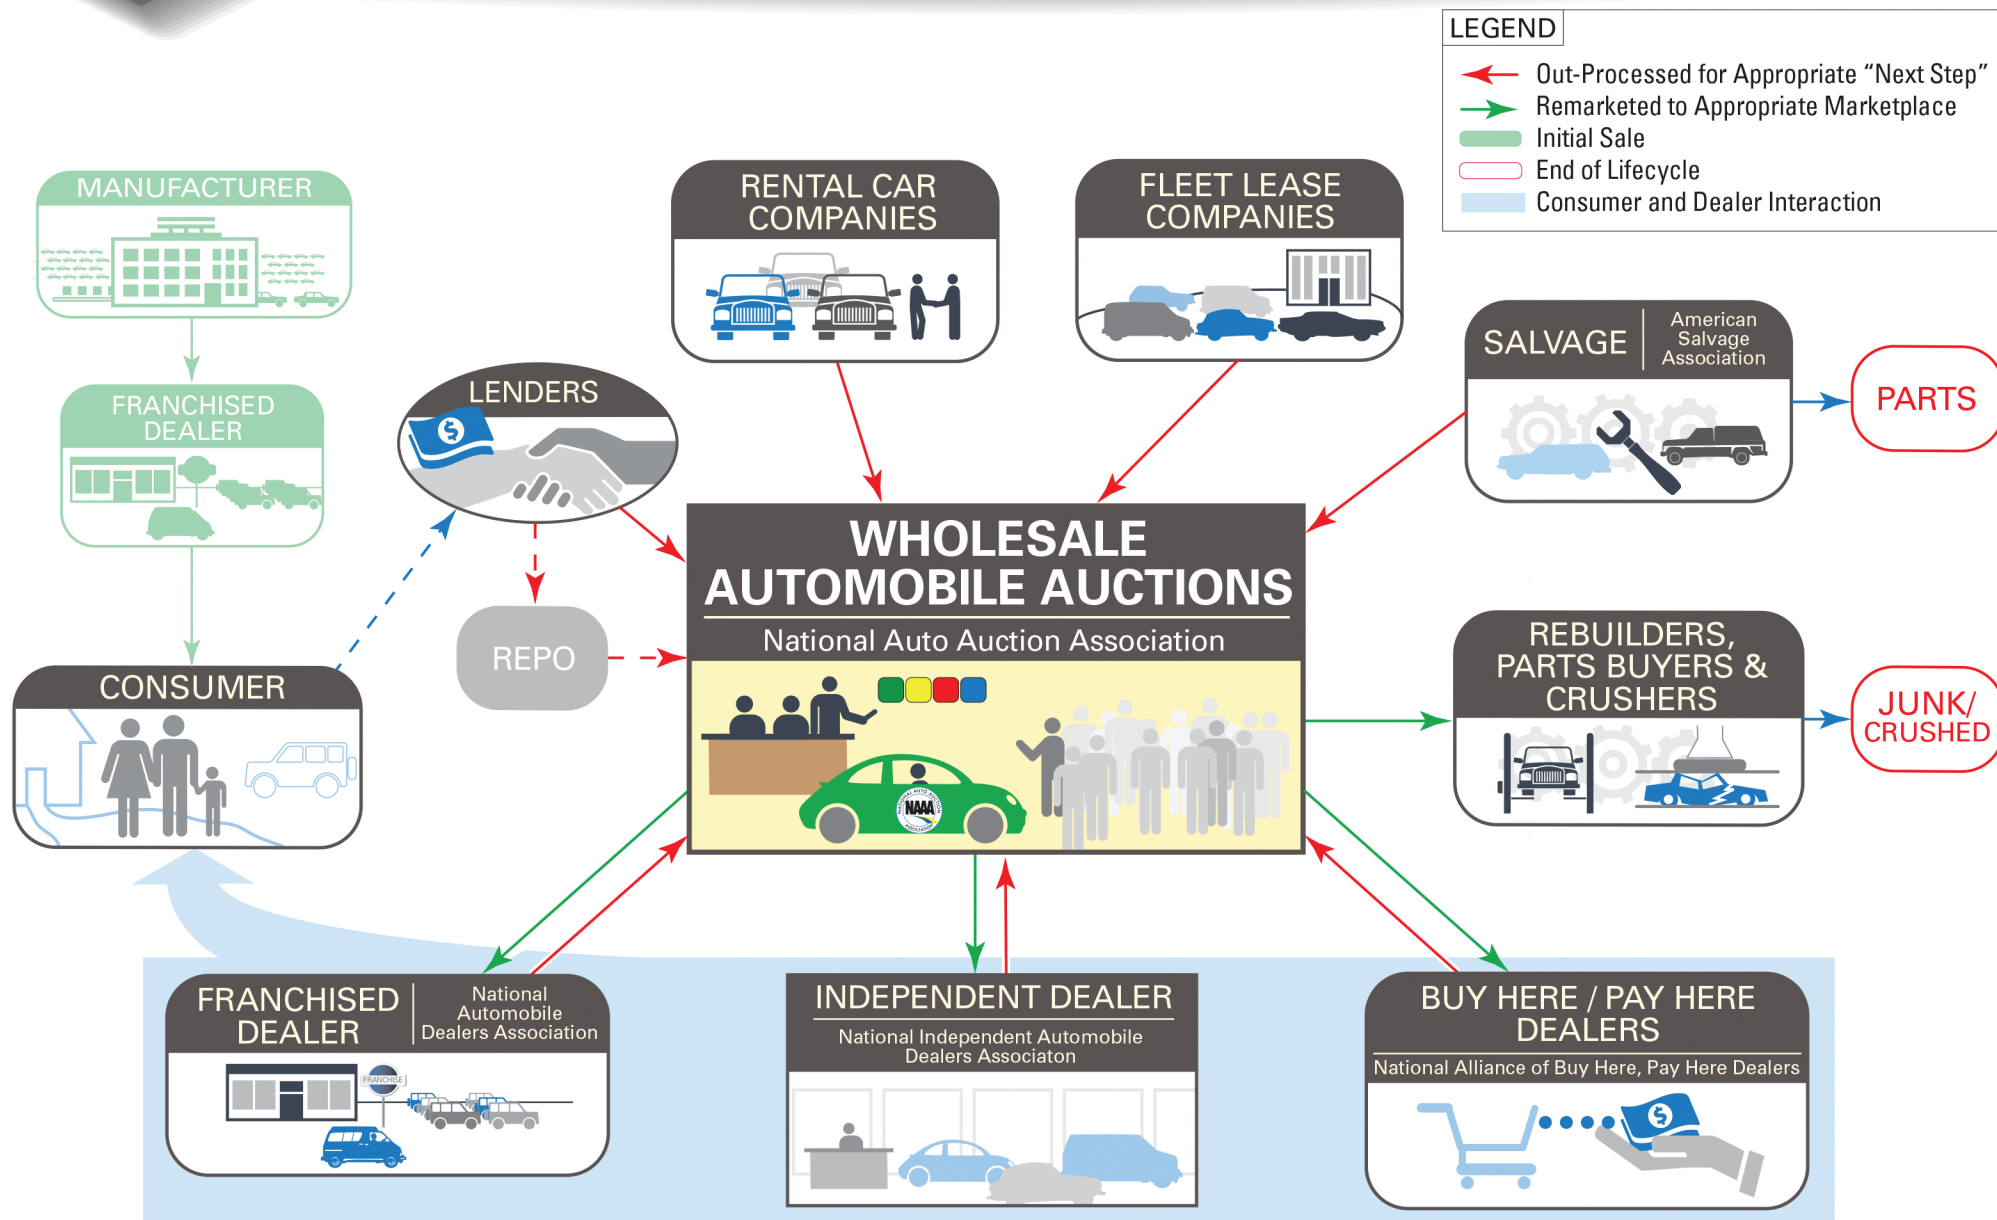 LEGEND
Out-Processed for Appropriate “Next Step”
Remarketed to Appropriate Marketplace
Initial Sale
End of Lifecycle
Consumer and Dealer Interaction
MANUFACTURER
RENTAL CAR
COMPANIES
FLEET LEASE
COMPANIES
SALVAGE
American
Salvage
Association
PARTS
FRANCHISED
DEALER
LENDERS
$
WHOLESALE
AUTOMOBILE AUCTIONS
National Auto Auction Association
REPO
CONSUMER
REBUILDERS,
PARTS BUYERS &
CRUSHERS
JUNK/
CRUSHED
NATIONAL AUTO AUCTION
NAAA
ASSOCIATION
FRANCHISED
DEALER
National
Automobile
Dealers Association
FRANCHISE
INDEPENDENT DEALER
National Independent Automobile
Dealers Associaton
BUY HERE / PAY HERE
DEALERS
National Alliance of Buy Here, Pay Here Dealers
$